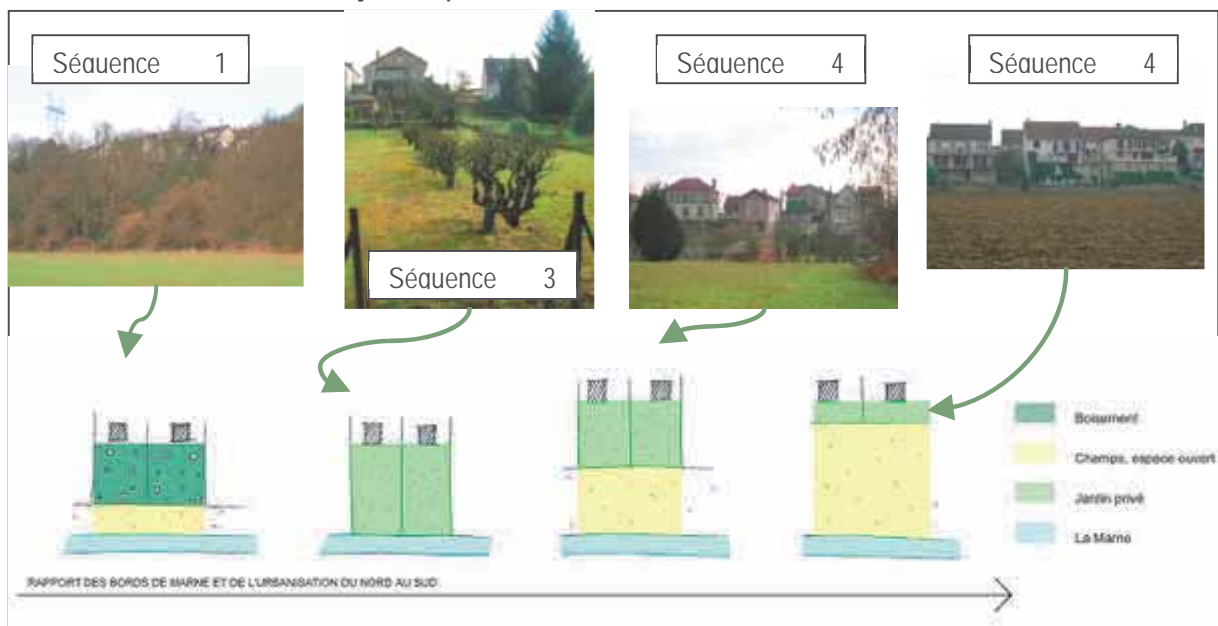 Séquence 1
Séquence 3
Séquence 4
Séquence 4
Boisement
Champs, espace ouvert
Jardin privé
La Marne
RAPPORT DES BORDS DE MARNE ET DE L'URBANISATION DU NORD AU SUD